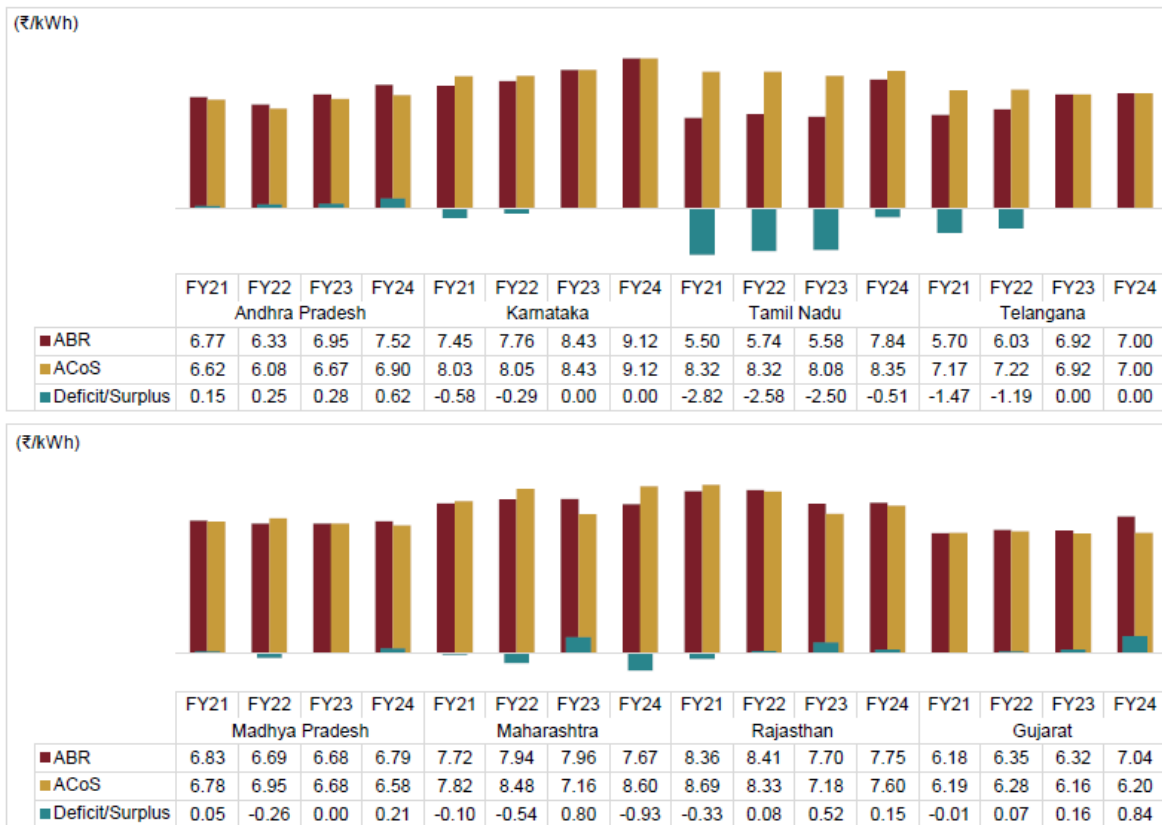 (₹/kWh)
FY21 FY22 FY23 FY24 FY21 FY22 FY23 FY24 FY21 FY22 FY23 FY24 FY21 FY22 FY23 FY24
Andhra Pradesh Karnataka Tamil Nadu Telangana
ABR 6.77 6.33 6.95 7.52 7.45 7.76 8.43 9.12 5.50 5.74 5.58 7.84 5.70 6.03 6.92 7.00
ACoS 6.62 6.08 6.67 6.90 8.03 8.05 8.43 9.12 8.32 8.32 8.08 8.35 7.17 7.22 6.92 7.00
Deficit/Surplus 0.15 0.25 0.28 0.62 -0.58 -0.29 0.00 0.00 -2.82 -2.58 -2.50 -0.51 -1.47 -1.19 0.00 0.00
(₹/kWh)
FY21 FY22 FY23 FY24 FY21 FY22 FY23 FY24 FY21 FY22 FY23 FY24 FY21 FY22 FY23 FY24
Madhya Pradesh Maharashtra Rajasthan Gujarat
ABR 6.83 6.69 6.68 6.79 7.72 7.94 7.96 7.67 8.36 8.41 7.70 7.75 6.18 6.35 6.32 7.04
ACoS 6.78 6.95 6.68 6.58 7.82 8.48 7.16 8.60 8.69 8.33 7.18 7.60 6.19 6.28 6.16 6.20
Deficit/Surplus 0.05 -0.26 0.00 0.21 -0.10 -0.54 0.80 -0.93 -0.33 0.08 0.52 0.15 -0.01 0.07 0.16 0.84